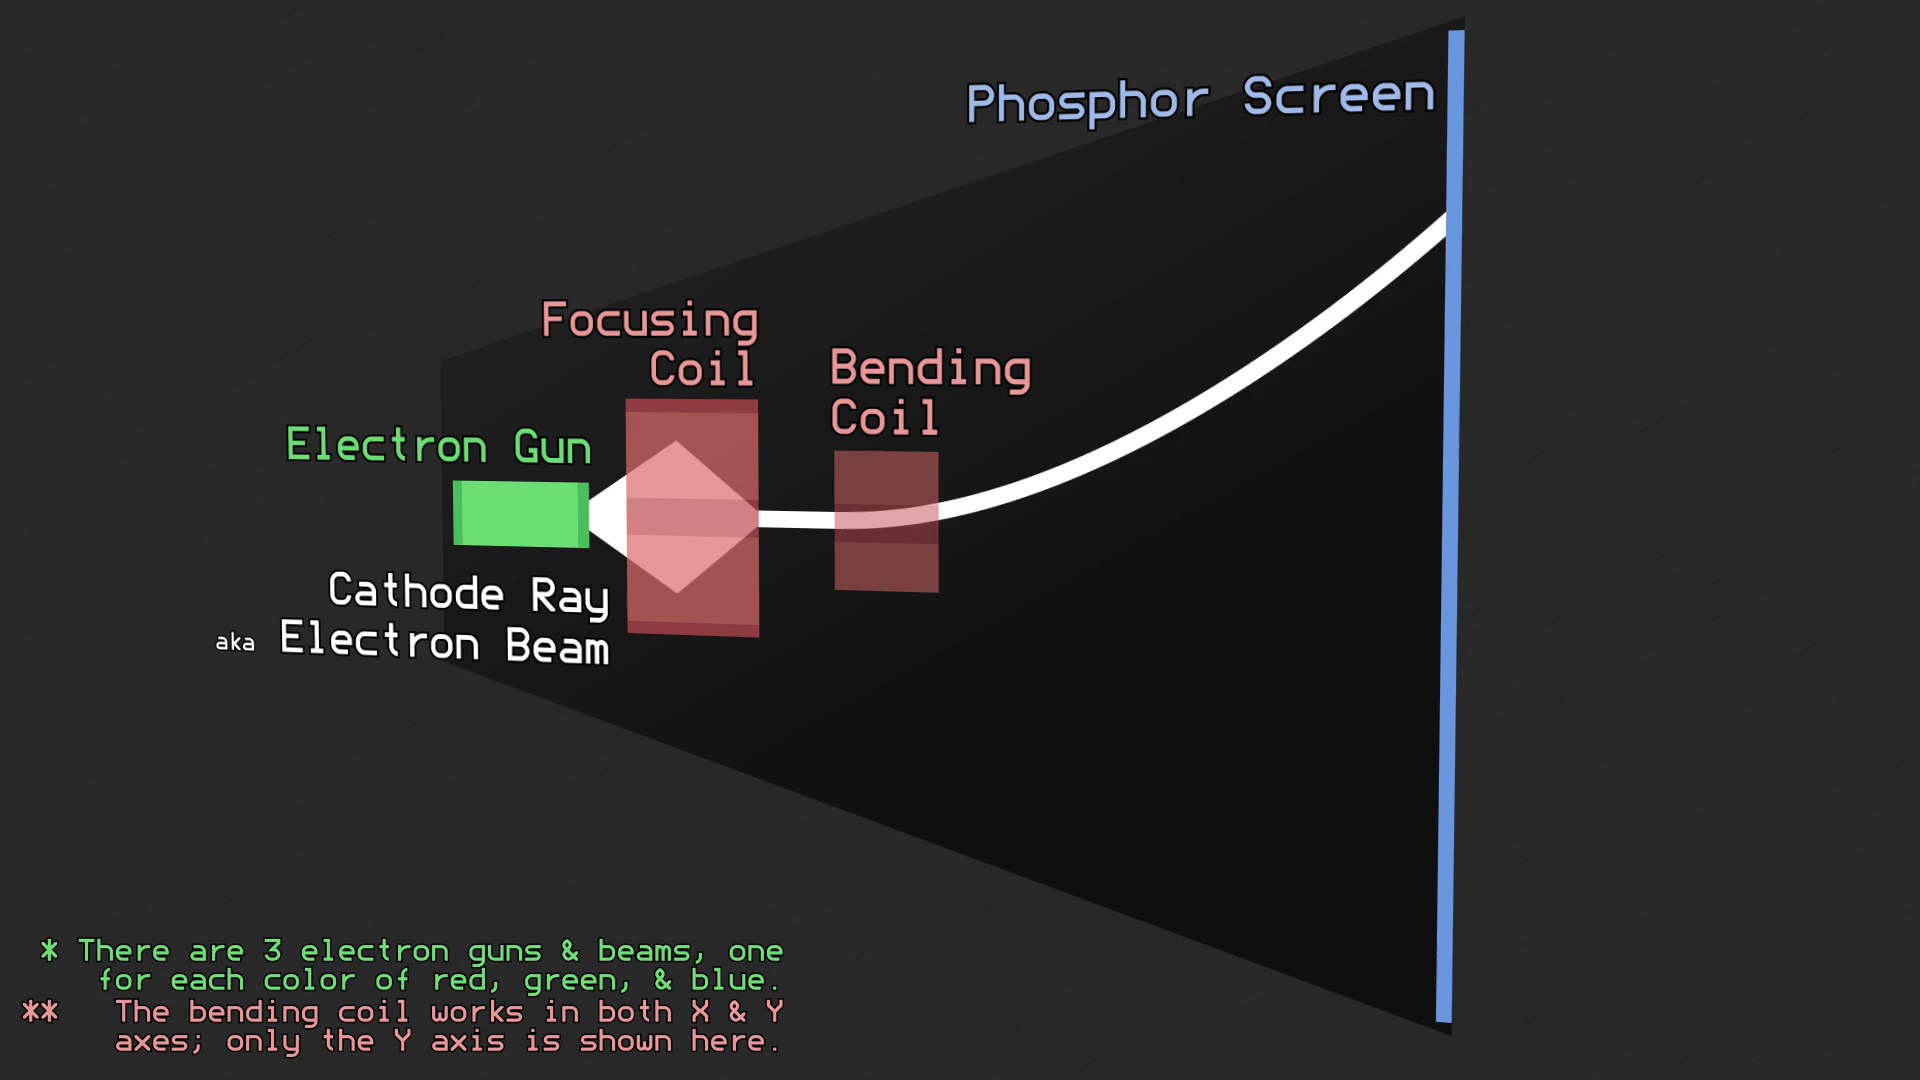 Phosphor Screen
Focusing
Coil
Bending
Coil
Electron Gun
Cathode Ray
aka Electron Beam
* There are 3 electron guns & beams, one
for each color of red, green, & blue.
** The bending coil works in both X & Y
axes; only the Y axis is shown here.